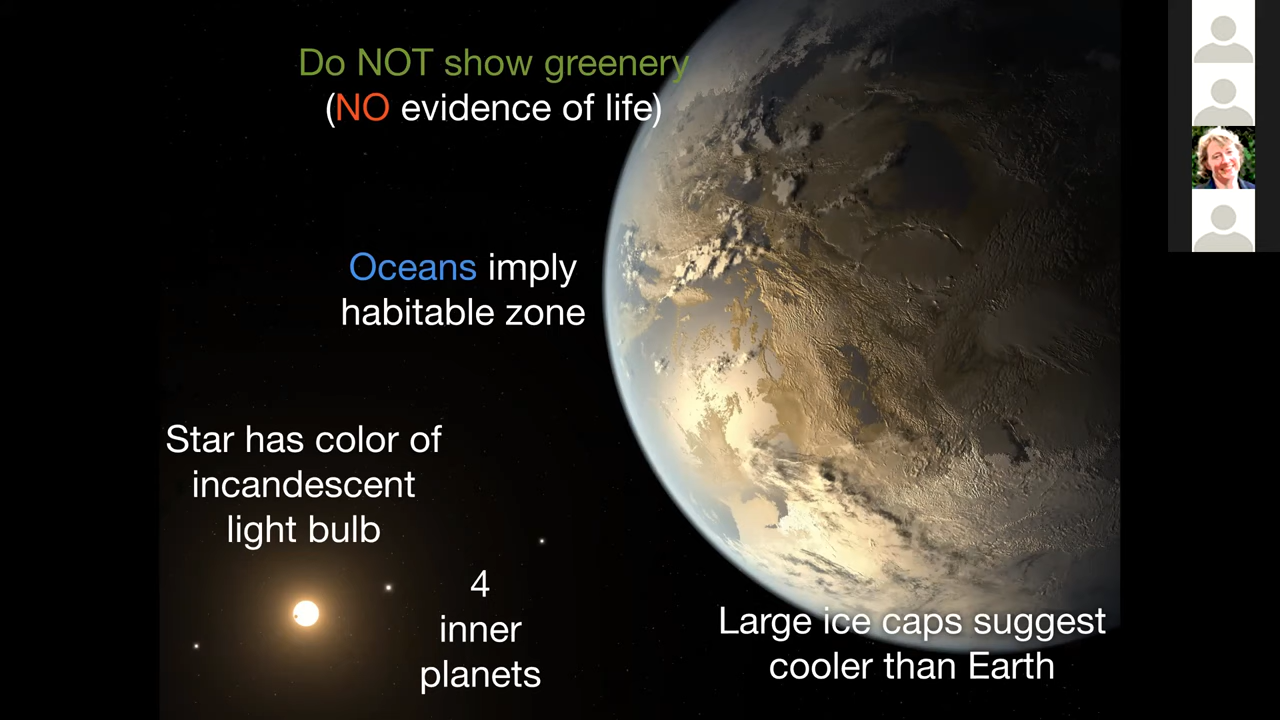 Do NOT show greenery
(NO evidence of life)
Oceans imply
habitable zone
Star has color of
incandescent
light bulb
4
inner
planets
Large ice caps suggest
cooler than Earth